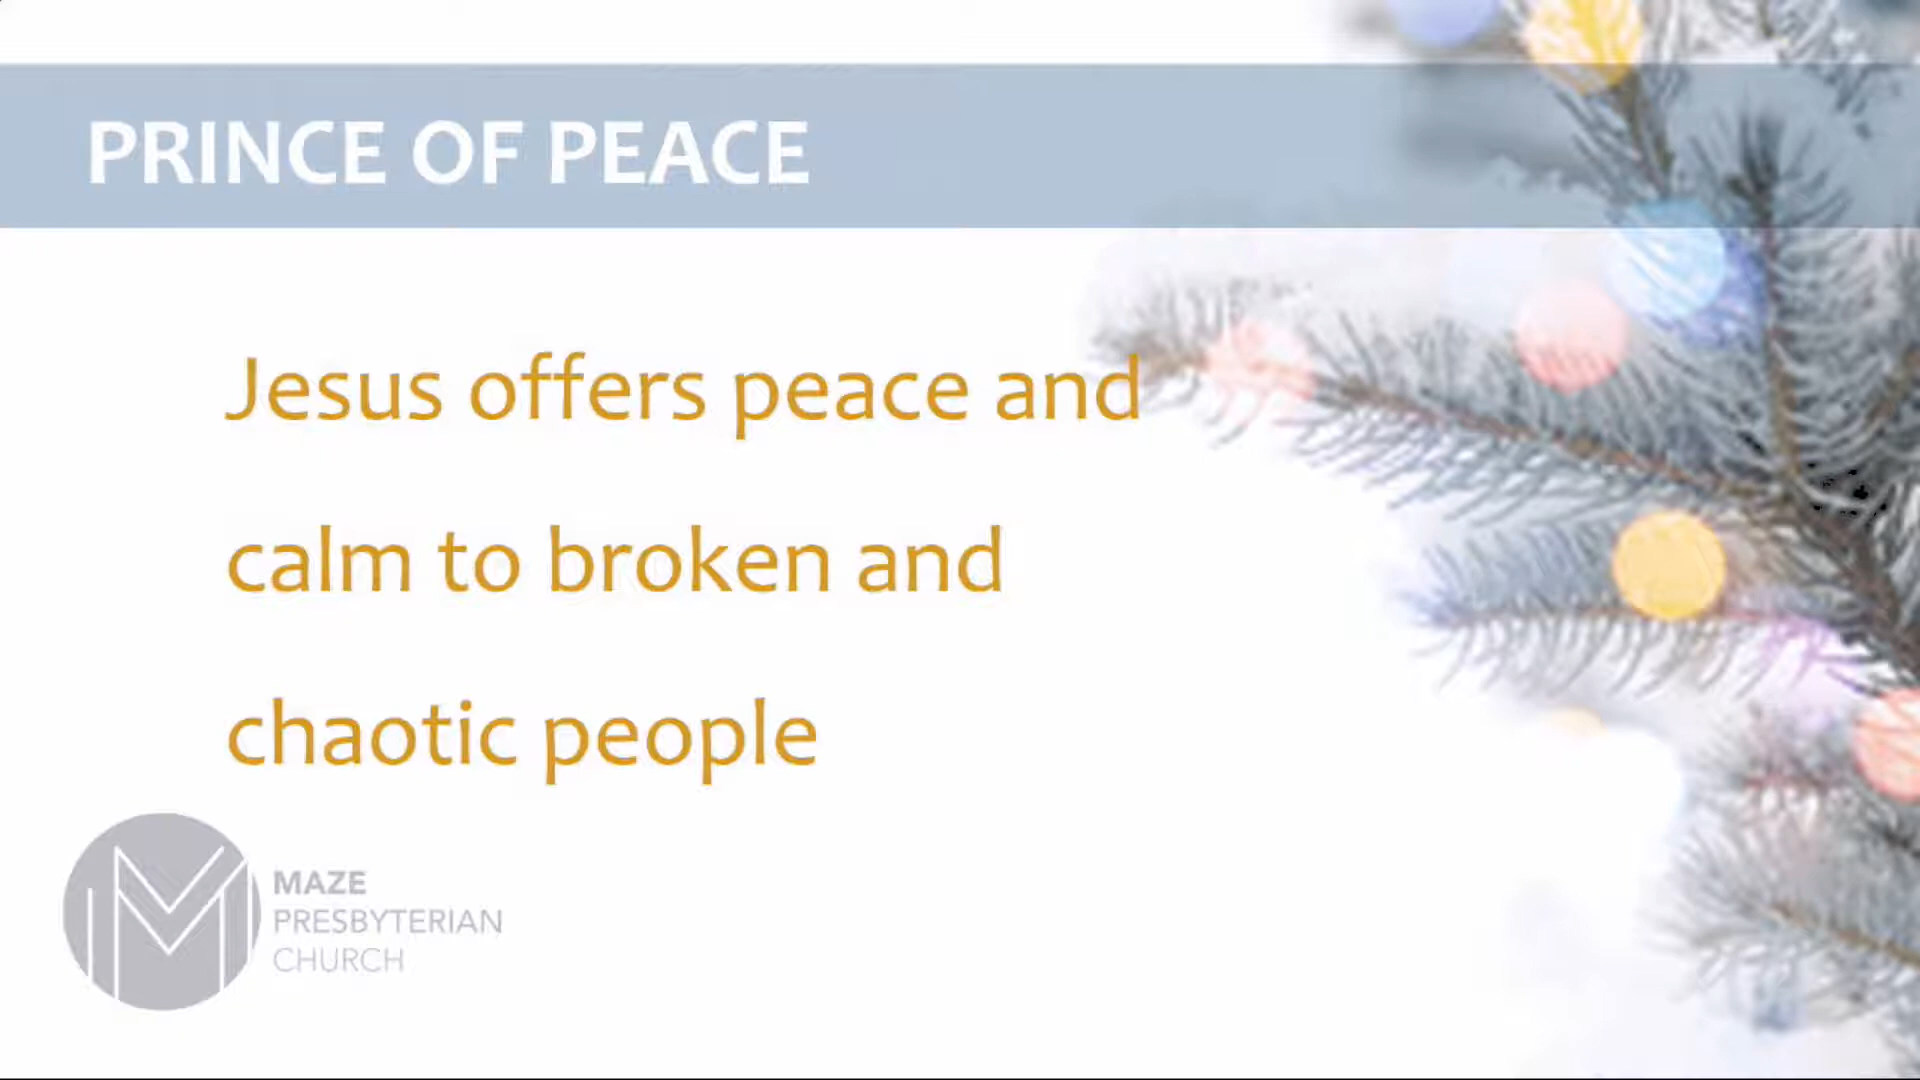 PRINCE OF PEACE
Jesus offers peace and
calm to broken and
chaotic people
MAZE
PRESBYTERIAN
CHURCH